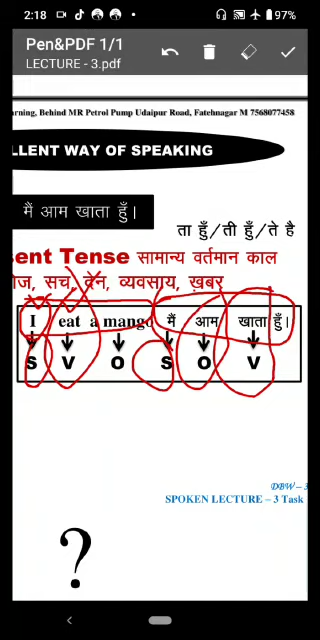 2:18
97%
Pen&PDF 1/1
LECTURE - 3.pdf
arning, Behind MR Petrol Pump Udaipur Road, Fatehnagar M 7568077458
LLENT WAY OF SPEAKING
मैं आम खाता हुँ।
ता हुँ/ती हुँ/ते है
sent Tense सामान्य वर्तमान काल
ोज, सच, देन, व्यवसाय, ख़बर
I eat a mango मैं आम खाता हुँ।
S V O S O V
DBW – 3
SPOKEN LECTURE – 3 Task
?